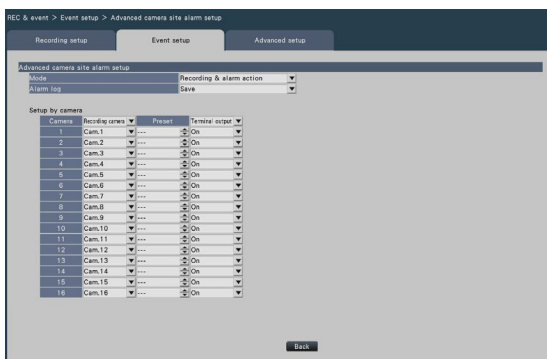 REC & event > Event setup > Advanced camera site alarm setup
Recording setup Event setup Advanced setup
Advanced camera site alarm setup
Mode Recording & alarm action
Alarm log Save
Setup by camera
Camera Recording camera Preset Terminal output
1 Cam.1 --- On
2 Cam.2 --- On
3 Cam.3 --- On
4 Cam.4 --- On
5 Cam.5 --- On
6 Cam.6 --- On
7 Cam.7 --- On
8 Cam.8 --- On
9 Cam.9 --- On
10 Cam.10 --- On
11 Cam.11 --- On
12 Cam.12 --- On
13 Cam.13 --- On
14 Cam.14 --- On
15 Cam.15 --- On
16 Cam.16 --- On
Back